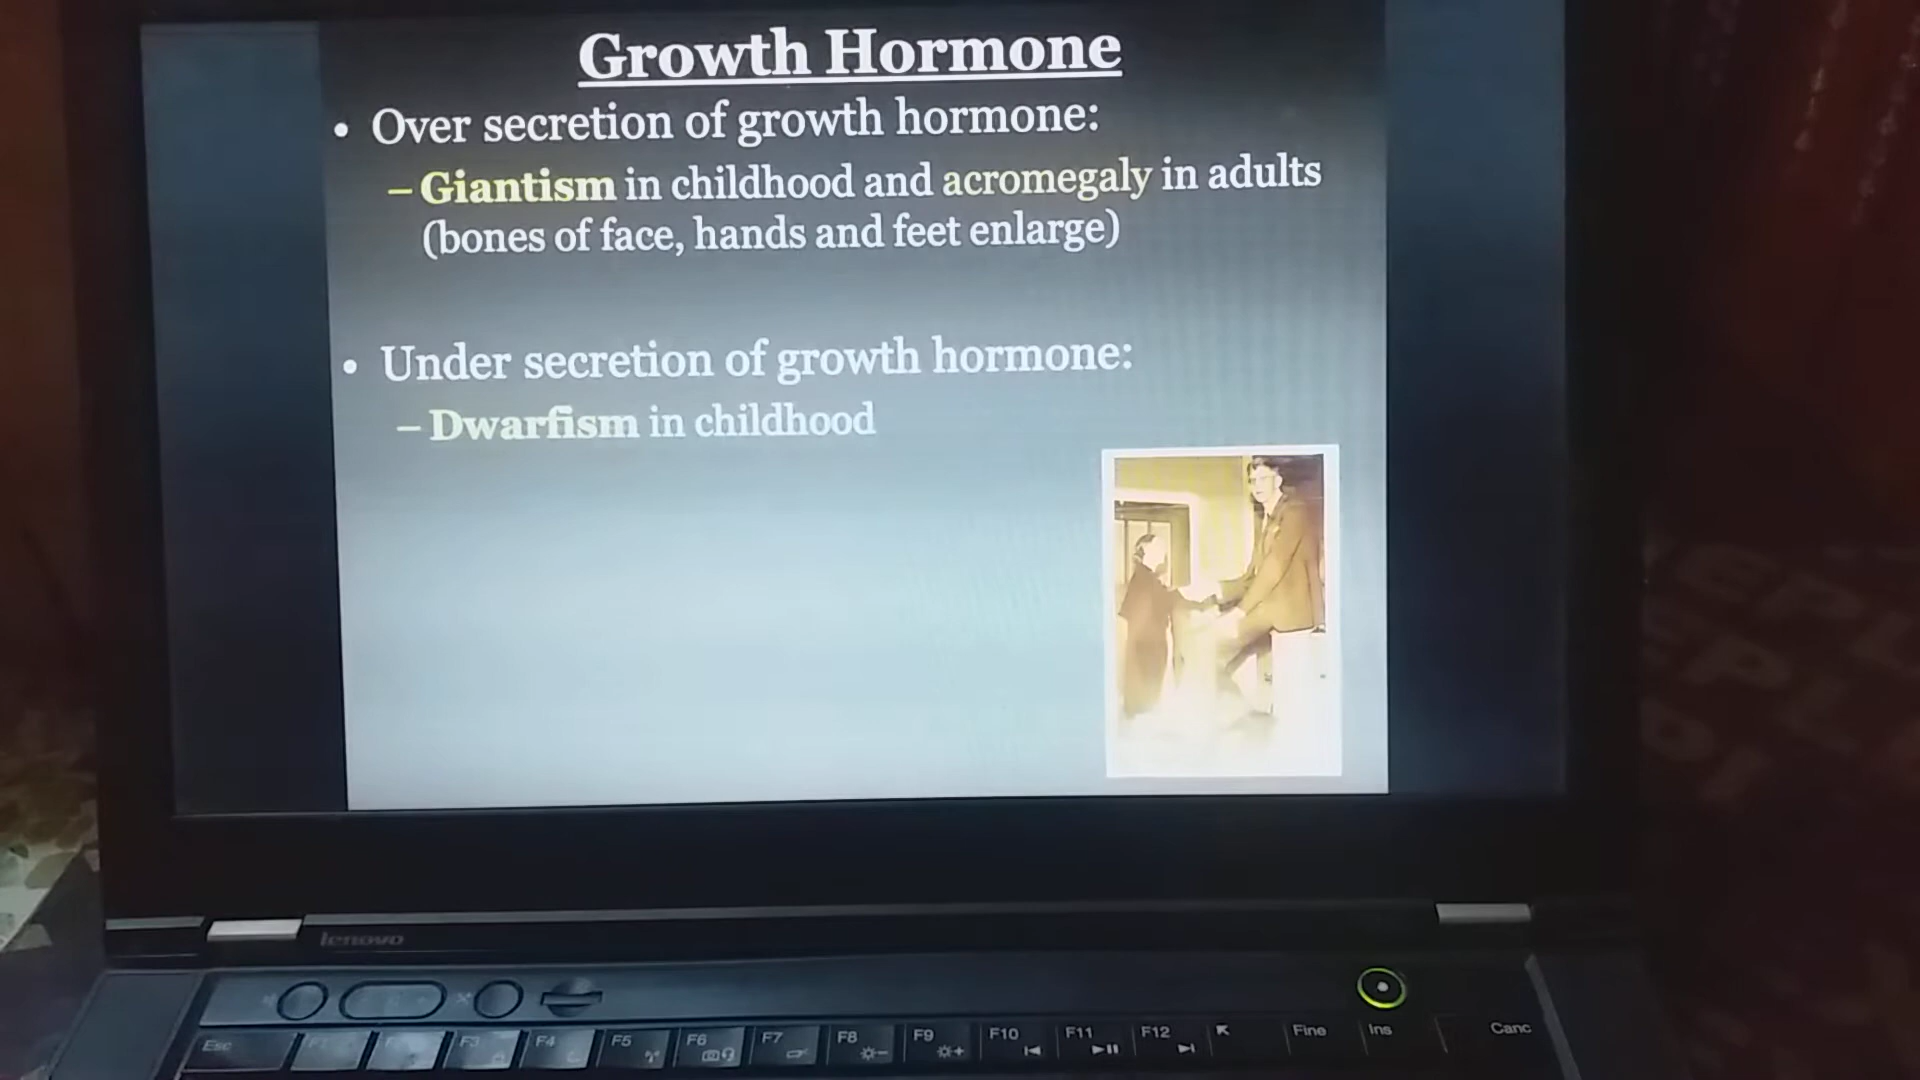 Growth Hormone
• Over secretion of growth hormone:
– Giantism in childhood and acromegaly in adults
(bones of face, hands and feet enlarge)
• Under secretion of growth hormone:
– Dwarfism in childhood
lenovo
Esc F3 F4 F5 F6 F7 F8 F9 F10 F11 F12 Fine Ins Canc